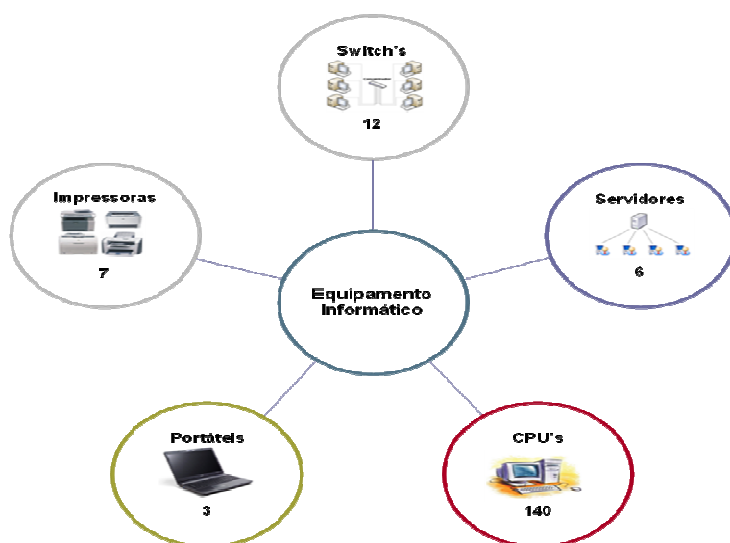 Switch's
12
Impressoras
7
Servidores
6
Equipamento
Informático
Portáteis
3
CPU's
140